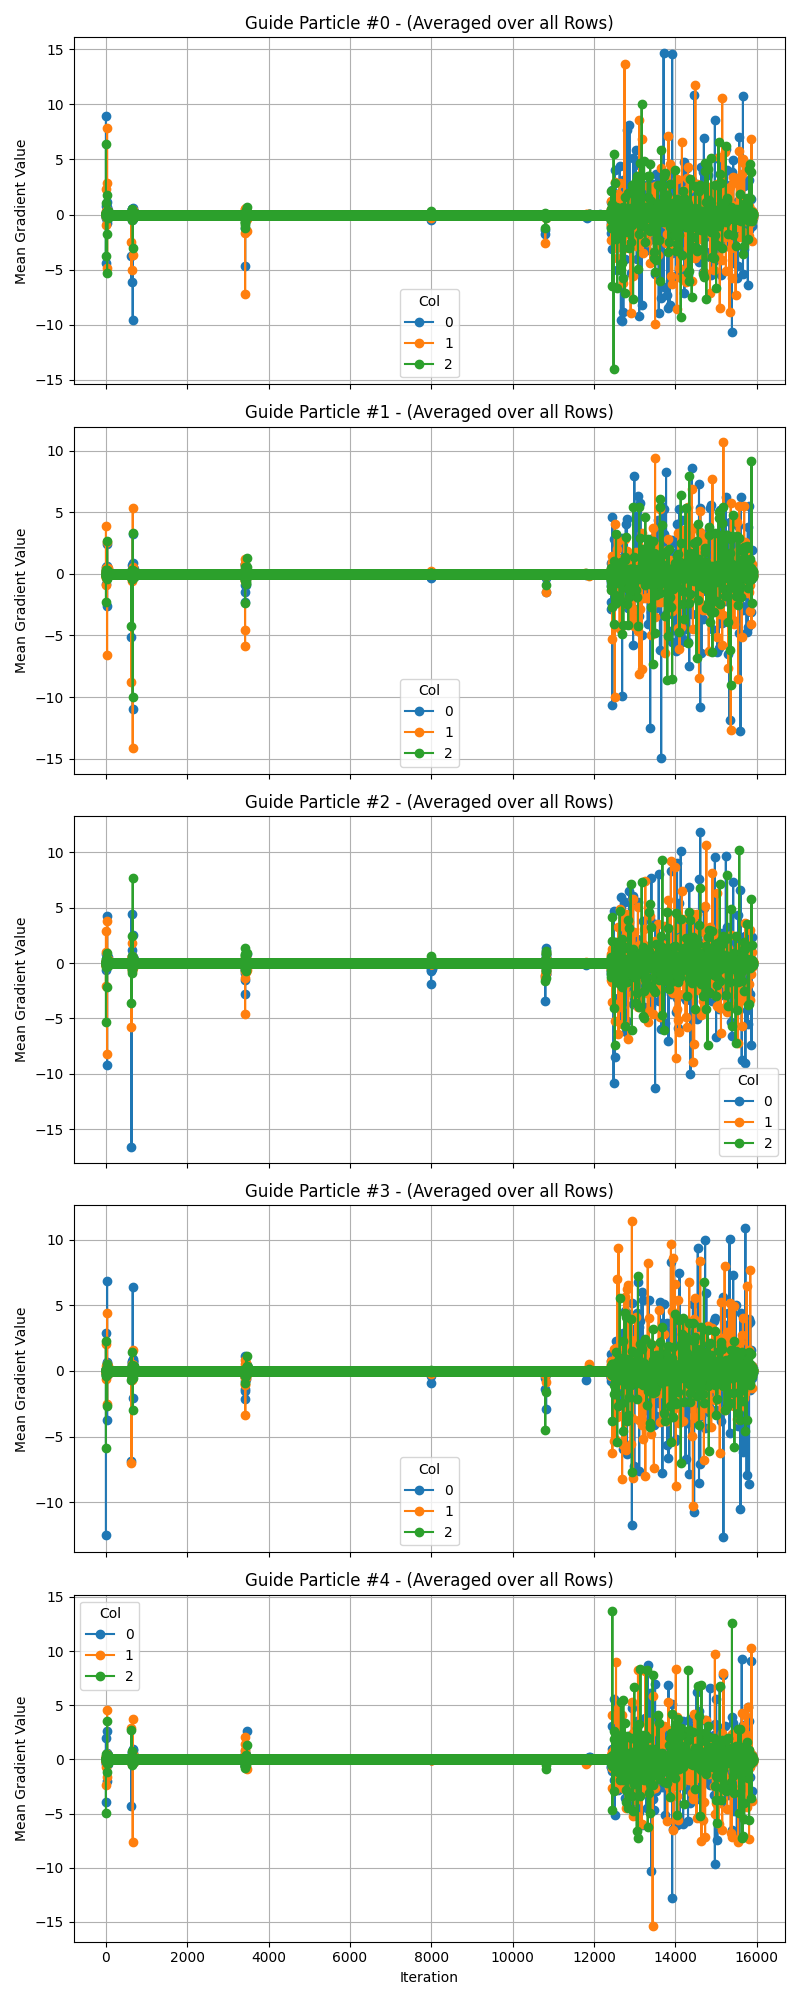 Guide Particle #0 - (Averaged over all Rows)
15
10
5
0
−5
−10
−15
Mean Gradient Value
Col
0
1
2
Guide Particle #1 - (Averaged over all Rows)
10
5
0
−5
−10
−15
Mean Gradient Value
Col
0
1
2
Guide Particle #2 - (Averaged over all Rows)
10
5
0
−5
−10
−15
Mean Gradient Value
Col
0
1
2
Guide Particle #3 - (Averaged over all Rows)
10
5
0
−5
−10
Mean Gradient Value
Col
0
1
2
Guide Particle #4 - (Averaged over all Rows)
15
10
5
0
−5
−10
−15
Mean Gradient Value
Col
0
1
2
0 2000 4000 6000 8000 10000 12000 14000 16000
Iteration